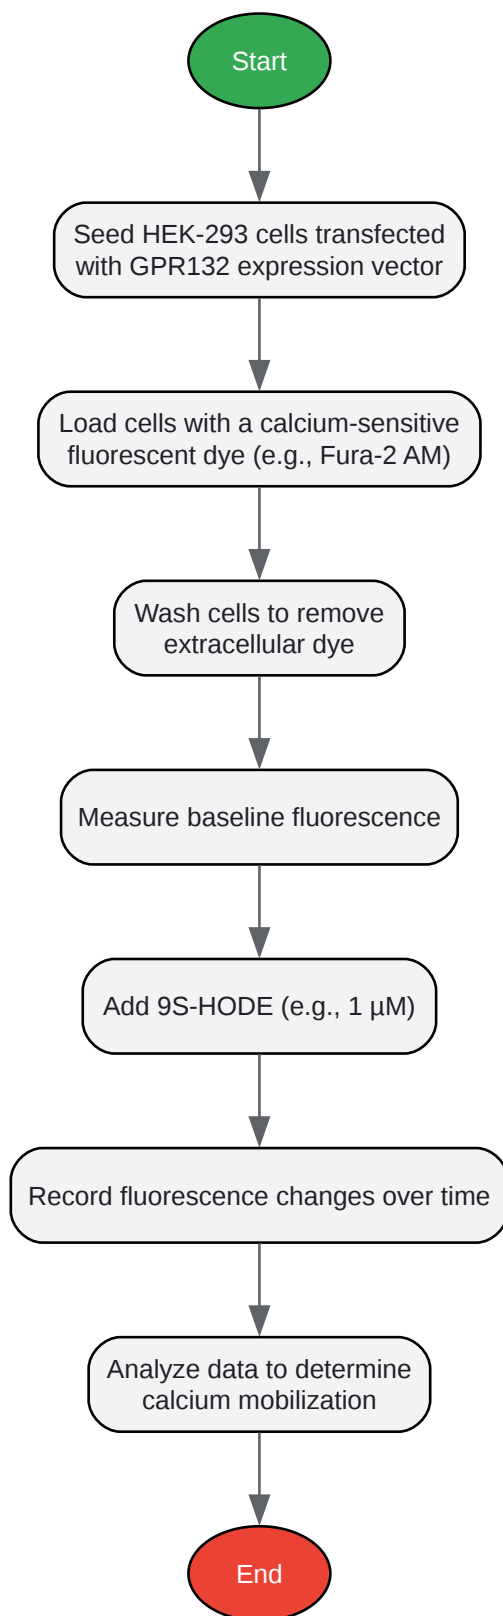 Start
Seed HEK-293 cells transfected
with GPR132 expression vector
Load cells with a calcium-sensitive
fluorescent dye (e.g., Fura-2 AM)
Wash cells to remove
extracellular dye
Measure baseline fluorescence
Add 9S-HODE (e.g., 1 µM)
Record fluorescence changes over time
Analyze data to determine
calcium mobilization
End